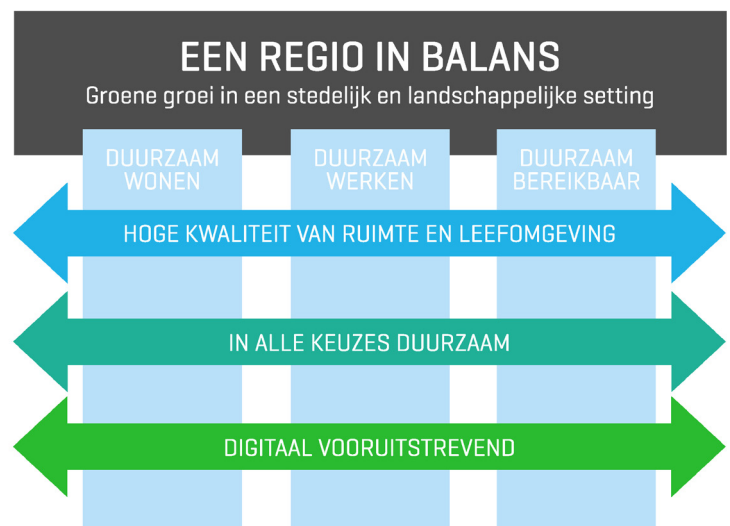 EEN REGIO IN BALANS
Groene groei in een stedelijk en landschappelijke setting
DUURZAAM
WONEN
DUURZAAM
WERKEN
DUURZAAM
BEREIKBAAR
HOGE KWALITEIT VAN RUIMTE EN LEEFOMGEVING
IN ALLE KEUZES DUURZAAM
DIGITAAL VOORUITSTREVEND